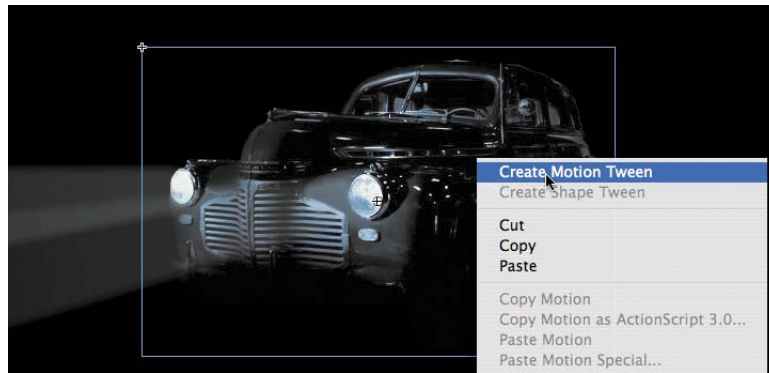 Create Motion Tween
Create Shape Tween
Cut
Copy
Paste
Copy Motion
Copy Motion as ActionScript 3.0...
Paste Motion
Paste Motion Special...